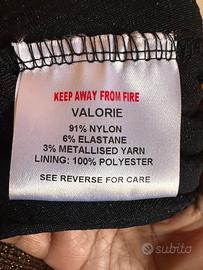 KEEP AWAY FROM FIRE
VALORIE
91% NYLON
6% ELASTANE
3% METALLISED YARN
LINING: 100% POLYESTER
SEE REVERSE FOR CARE
subito